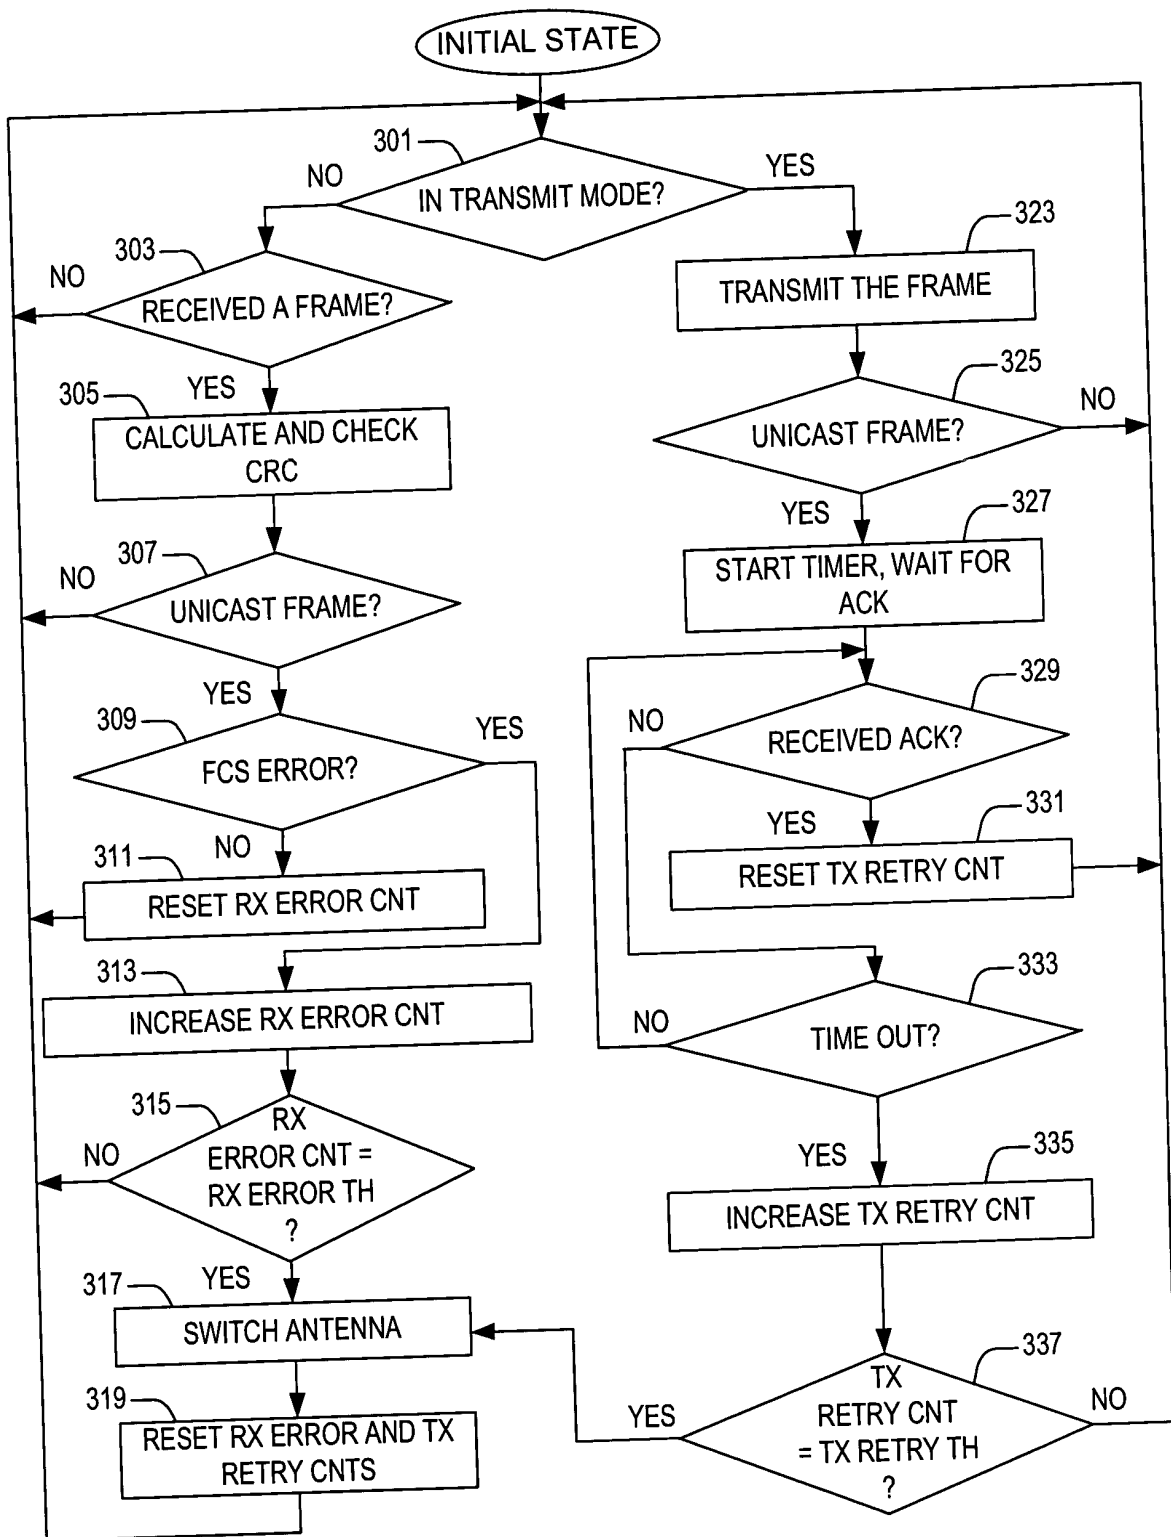 INITIAL STATE
301
IN TRANSMIT MODE?
NO
YES
303
RECEIVED A FRAME?
NO
YES
305
CALCULATE AND CHECK
CRC
307
UNICAST FRAME?
NO
YES
309
FCS ERROR?
YES
NO
311
RESET RX ERROR CNT
313
INCREASE RX ERROR CNT
315
RX
ERROR CNT =
RX ERROR TH
?
NO
YES
317
SWITCH ANTENNA
319
RESET RX ERROR AND TX
RETRY CNTS
323
TRANSMIT THE FRAME
325
UNICAST FRAME?
NO
YES
327
START TIMER, WAIT FOR
ACK
329
RECEIVED ACK?
NO
YES
331
RESET TX RETRY CNT
333
TIME OUT?
NO
YES
335
INCREASE TX RETRY CNT
337
TX
RETRY CNT
= TX RETRY TH
?
YES
NO